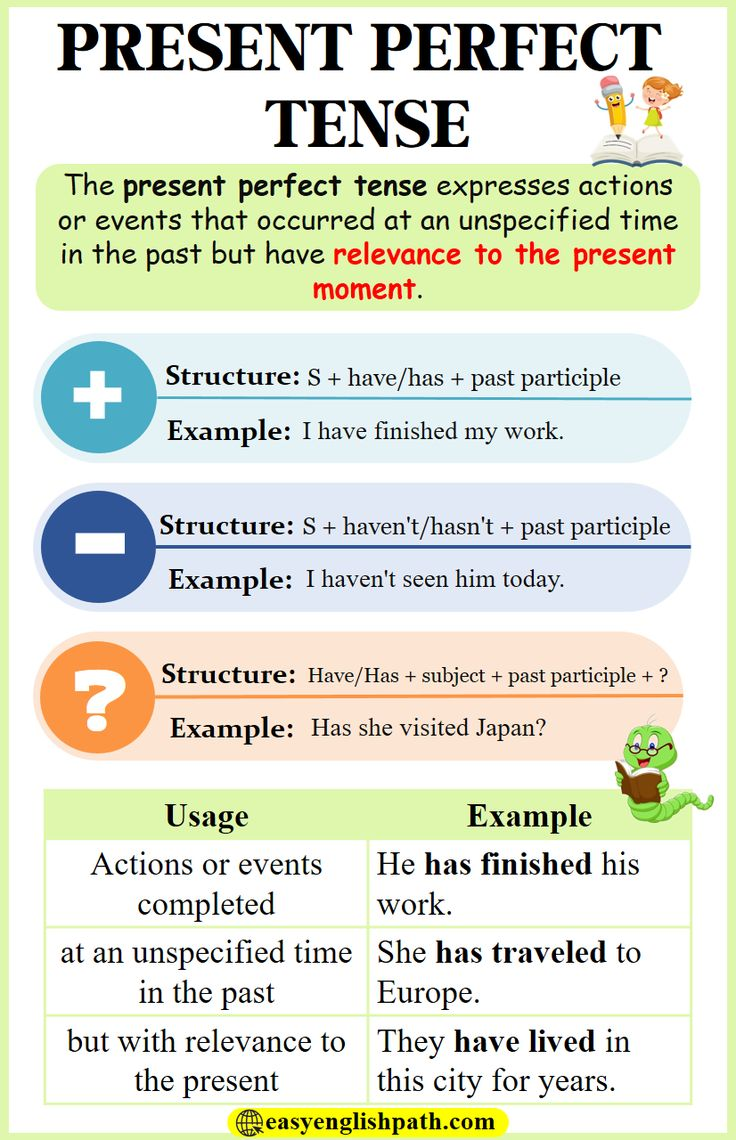 PRESENT PERFECT
TENSE
The present perfect tense expresses actions
or events that occurred at an unspecified time
in the past but have relevance to the present
moment.
Structure: S + have/has + past participle
Example: I have finished my work.
Structure: S + haven't/hasn't + past participle
Example: I haven't seen him today.
?
Structure: Have/Has + subject + past participle + ?
Example: Has she visited Japan?
Usage
Example
Actions or events
completed
He has finished his
work.
at an unspecified time
in the past
She has traveled to
Europe.
but with relevance to
the present
They have lived in
this city for years.
easyenglishpath.com